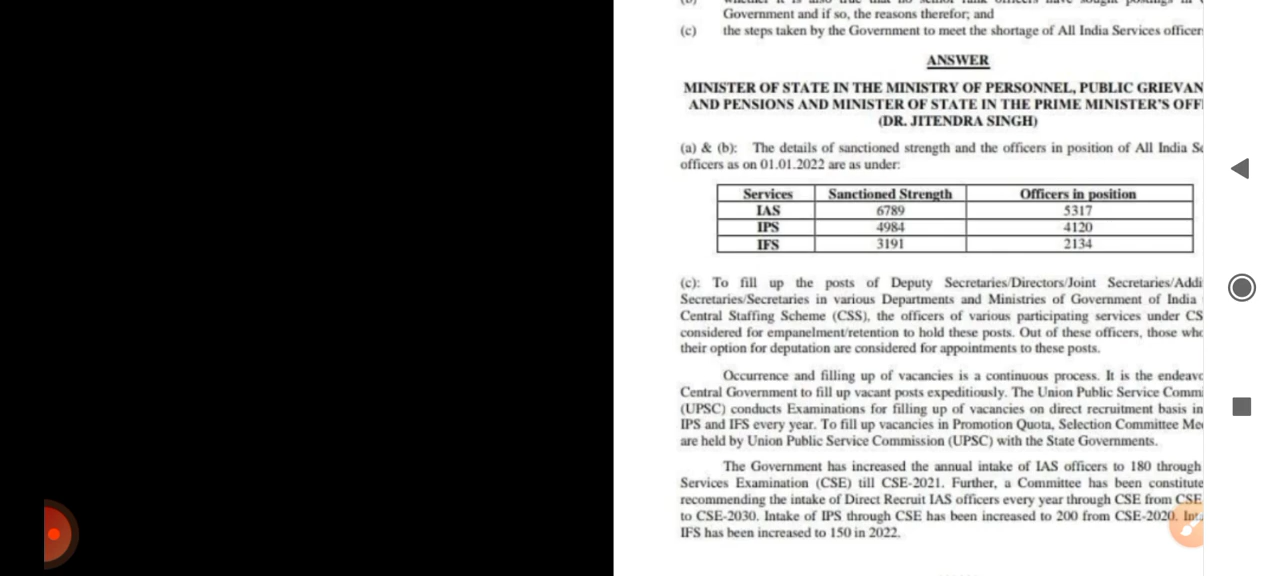 Government and if so, the reasons therefor; and
(c) the steps taken by the Government to meet the shortage of All India Services officer
ANSWER
MINISTER OF STATE IN THE MINISTRY OF PERSONNEL, PUBLIC GRIEVAN
AND PENSIONS AND MINISTER OF STATE IN THE PRIME MINISTER'S OFF
(DR. JITENDRA SINGH)
(a) & (b): The details of sanctioned strength and the officers in position of All India Se
officers as on 01.01.2022 are as under:
Services Sanctioned Strength Officers in position
IAS 6789 5317
IPS 4984 4120
IFS 3191 2134
(c): To fill up the posts of Deputy Secretaries/Directors/Joint Secretaries/Addi
Secretaries/Secretaries in various Departments and Ministries of Government of India
Central Staffing Scheme (CSS), the officers of various participating services under CS
considered for empanelment/retention to hold these posts. Out of these officers, those who
their option for deputation are considered for appointments to these posts.
Occurrence and filling up of vacancies is a continuous process. It is the endeavo
Central Government to fill up vacant posts expeditiously. The Union Public Service Commi
(UPSC) conducts Examinations for filling up of vacancies on direct recruitment basis in
IPS and IFS every year. To fill up vacancies in Promotion Quota, Selection Committee Mee
are held by Union Public Service Commission (UPSC) with the State Governments.
The Government has increased the annual intake of IAS officers to 180 through
Services Examination (CSE) till CSE-2021. Further, a Committee has been constitute
recommending the intake of Direct Recruit IAS officers every year through CSE from CSE
to CSE-2030. Intake of IPS through CSE has been increased to 200 from CSE-2020. Inta
IFS has been increased to 150 in 2022.